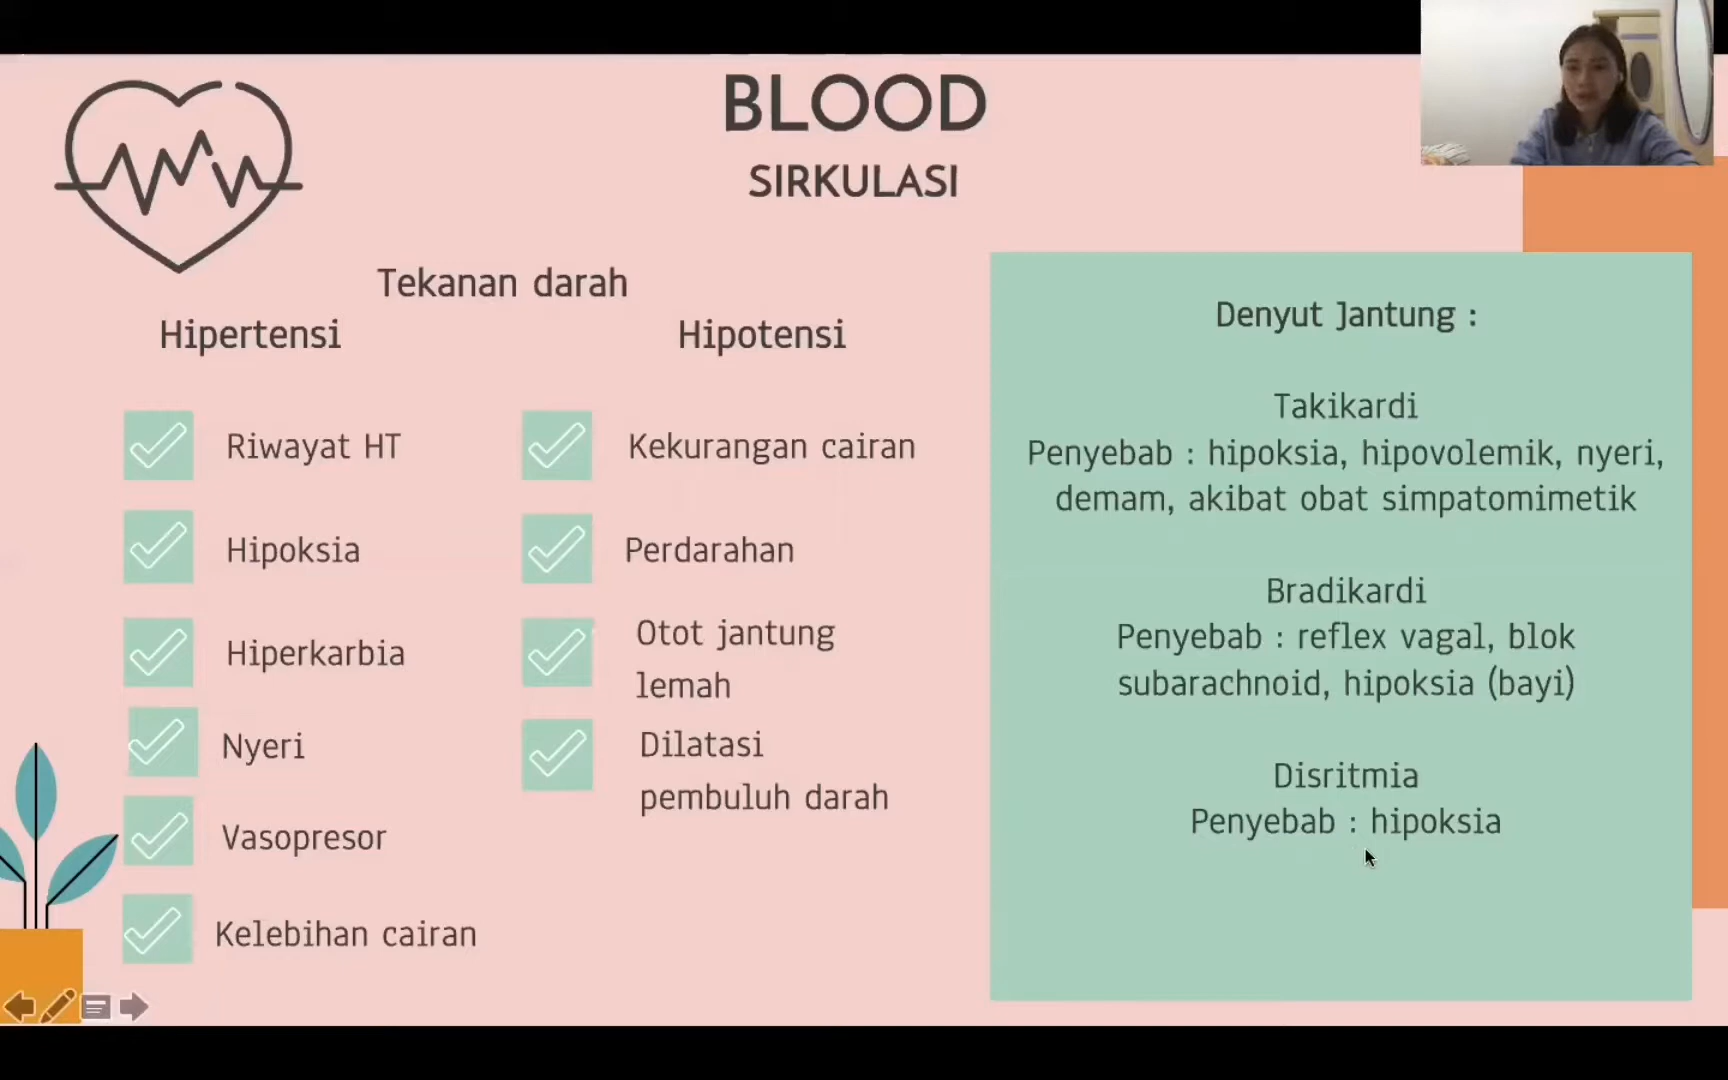 BLOOD
SIRKULASI
Tekanan darah
Hipertensi
Riwayat HT
Hipoksia
Hiperkarbia
Nyeri
Vasopresor
Kelebihan cairan
Hipotensi
Kekurangan cairan
Perdarahan
Otot jantung
lemah
Dilatasi
pembuluh darah
Denyut Jantung :
Takikardi
Penyebab : hipoksia, hipovolemik, nyeri,
demam, akibat obat simpatomimetik
Bradikardi
Penyebab : reflex vagal, blok
subarachnoid, hipoksia (bayi)
Disritmia
Penyebab : hipoksia